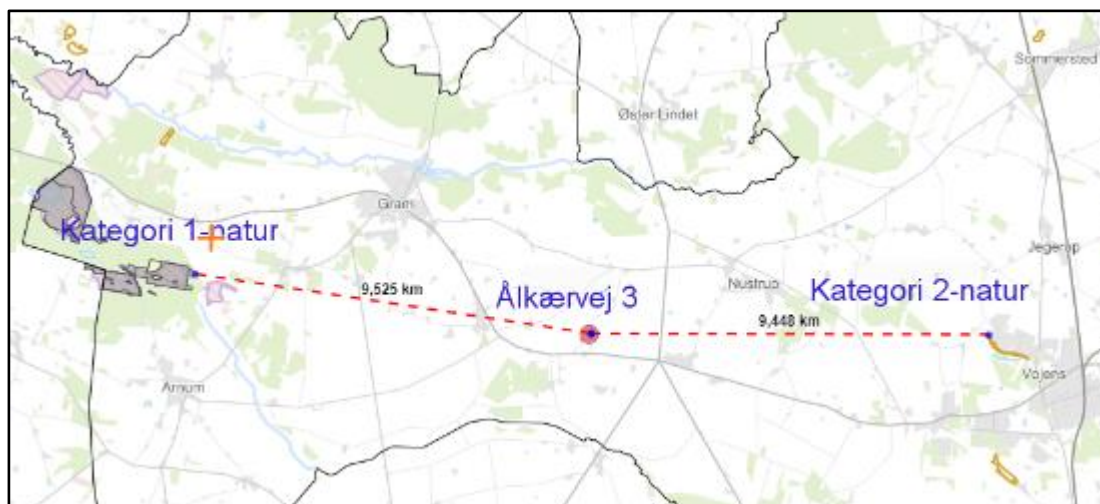 Sommersted
Øster Lindet
Gram
Kategori 1-natur
Jegerup
9,525 km
Ålkærvej 3
Nustrup
Kategori 2-natur
9,448 km
Arnum
Vojens